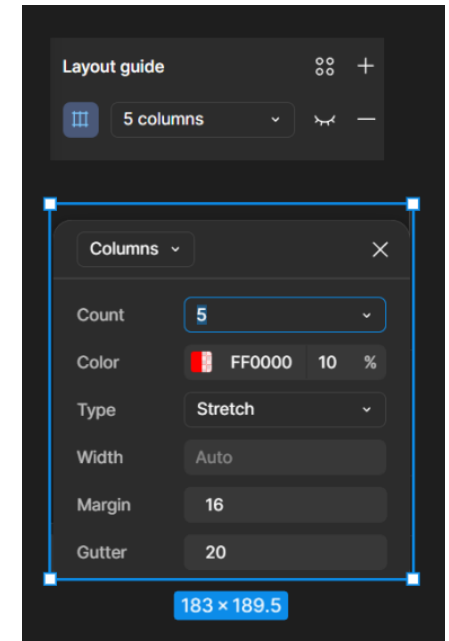 Layout guide
5 columns
Columns
Count 5
Color FF0000 10 %
Type Stretch
Width Auto
Margin 16
Gutter 20
183 × 189.5